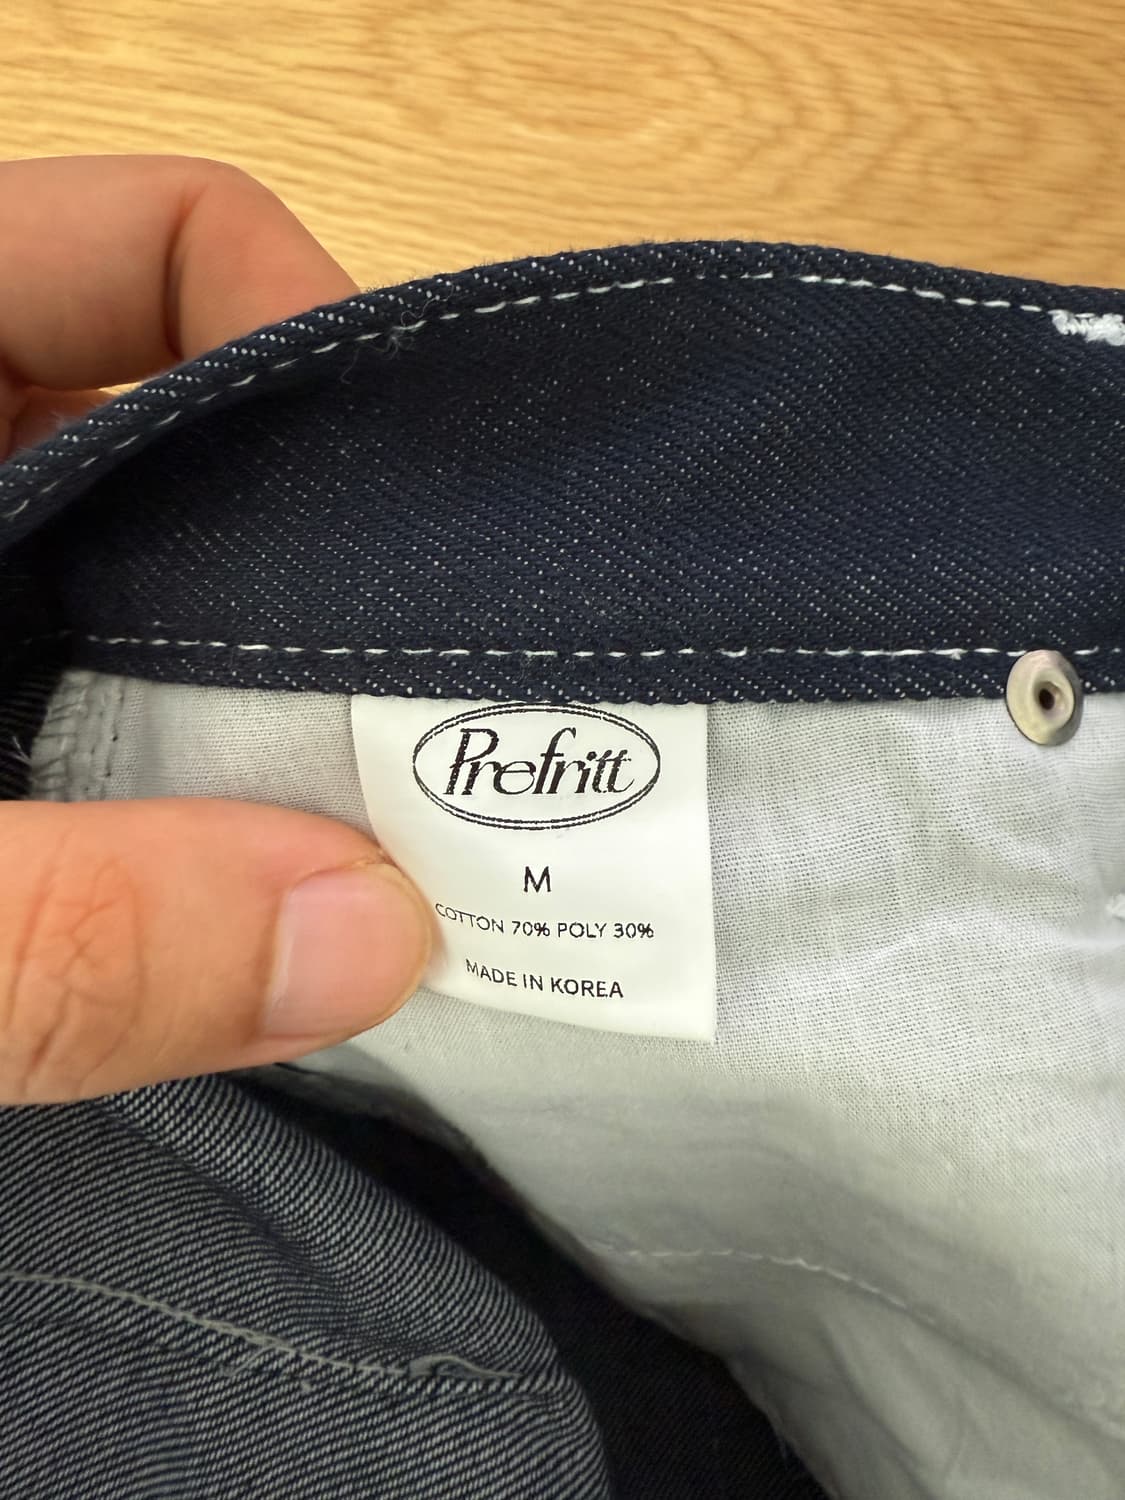 Prefritt
M
COTTON 70% POLY 30%
MADE IN KOREA